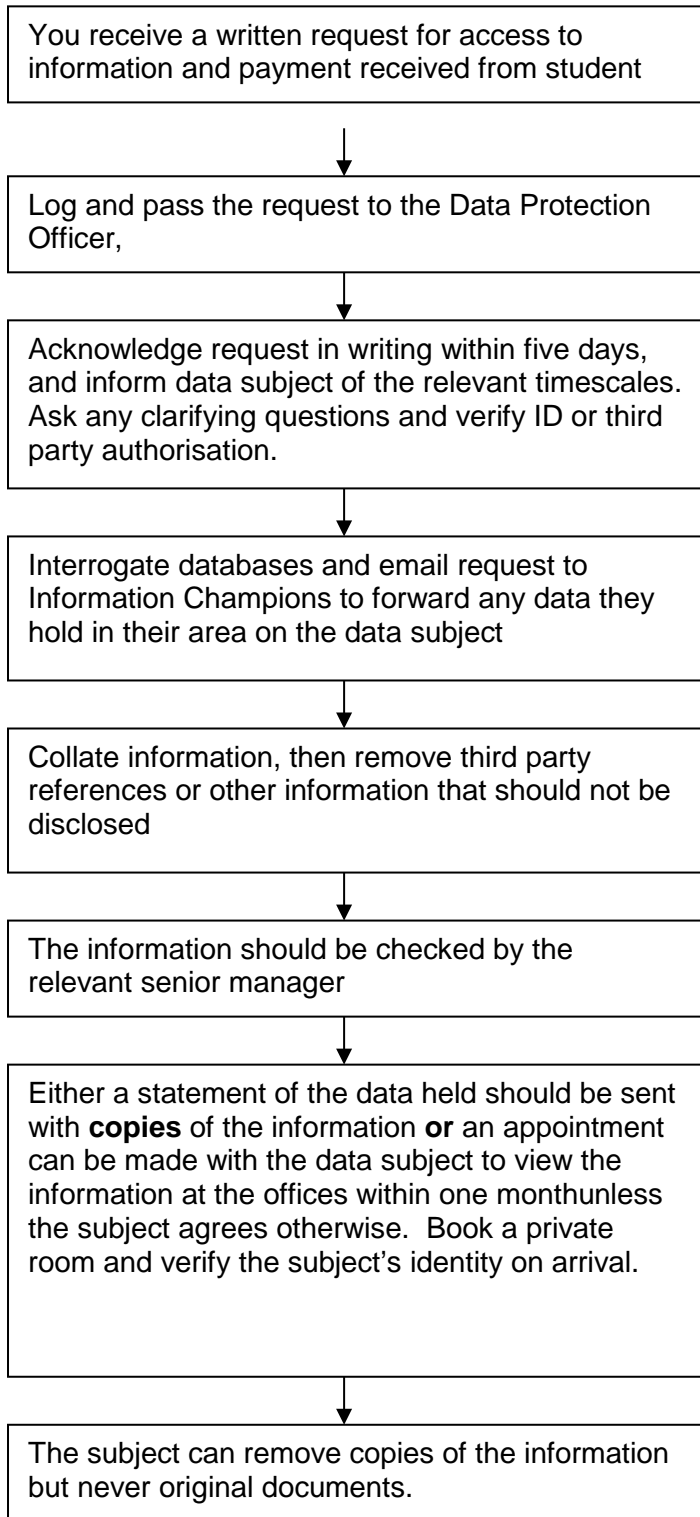 You receive a written request for access to
information and payment received from student
Log and pass the request to the Data Protection
Officer,
Acknowledge request in writing within five days,
and inform data subject of the relevant timescales.
Ask any clarifying questions and verify ID or third
party authorisation.
Interrogate databases and email request to
Information Champions to forward any data they
hold in their area on the data subject
Collate information, then remove third party
references or other information that should not be
disclosed
The information should be checked by the
relevant senior manager
Either a statement of the data held should be sent
with copies of the information or an appointment
can be made with the data subject to view the
information at the offices within one monthunless
the subject agrees otherwise.  Book a private
room and verify the subject’s identity on arrival.
The subject can remove copies of the information
but never original documents.